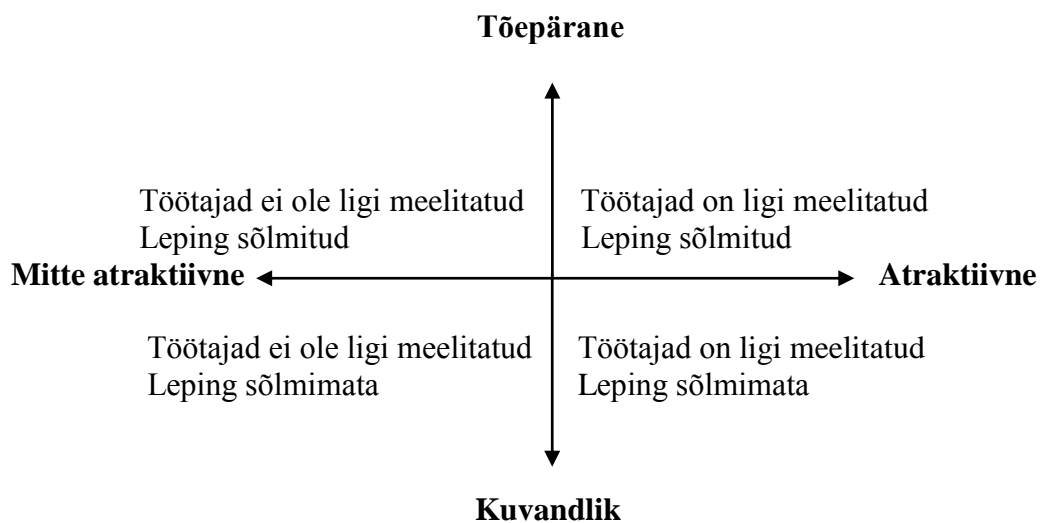 Tõepärane
Töötajad ei ole ligi meelitatud
Leping sõlmitud
Töötajad on ligi meelitatud
Leping sõlmitud
Mitte atraktiivne
Atraktiivne
Töötajad ei ole ligi meelitatud
Leping sõlmimata
Töötajad on ligi meelitatud
Leping sõlmimata
Kuvandlik